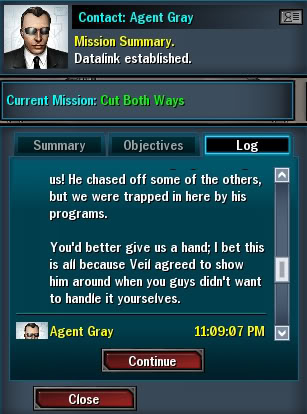 Contact: Agent Gray
Mission Summary.
Datalink established.
Current Mission: Cut Both Ways
Summary
Objectives
Log
us! He chased off some of the others,
but we were trapped in here by his
programs.
You'd better give us a hand; I bet this
is all because Veil agreed to show
him around when you guys didn't want
to handle it yourselves.
Agent Gray 11:09:07 PM
Continue
Close